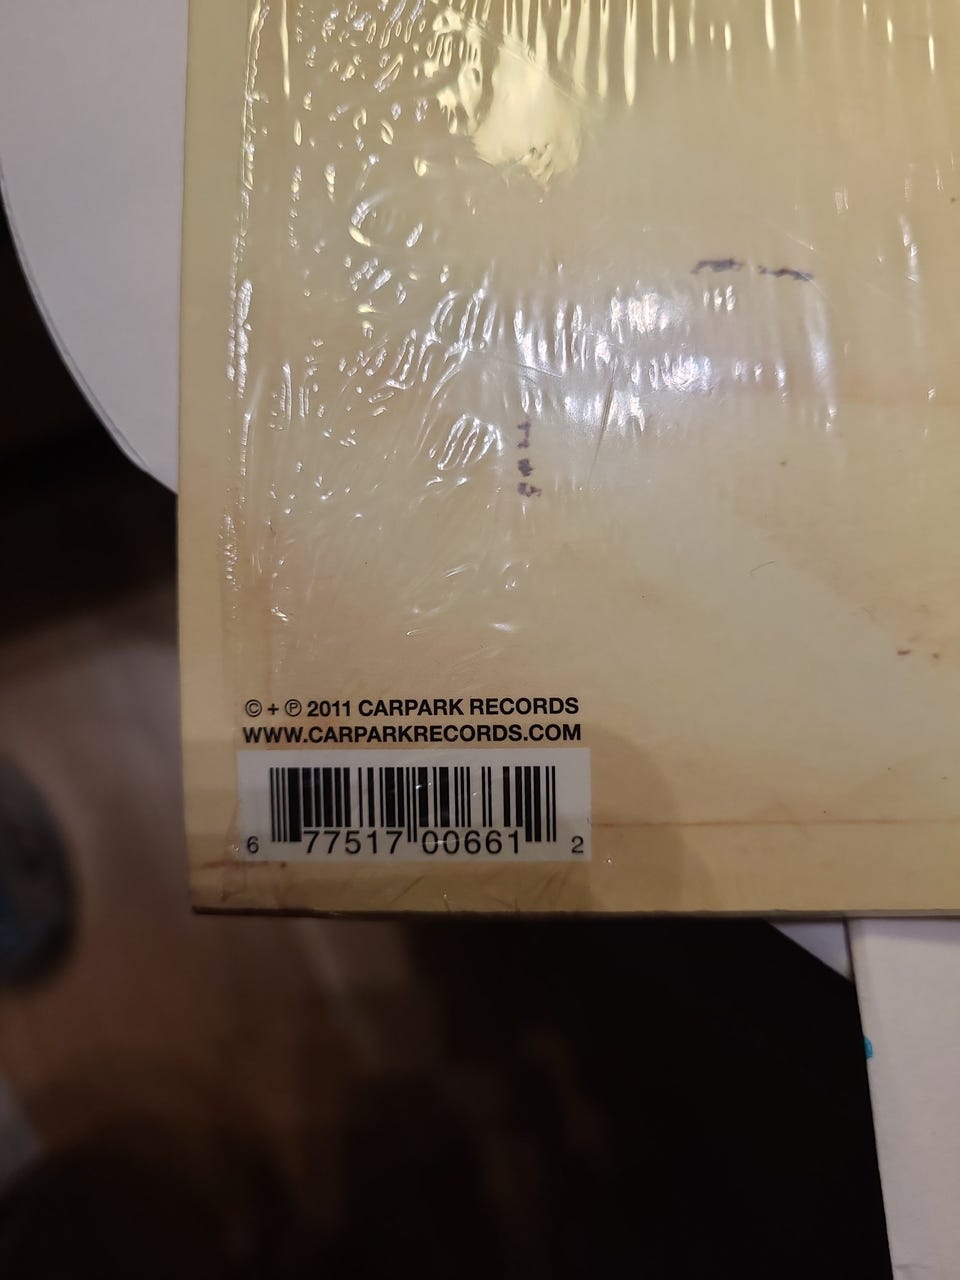 © + ℗ 2011 CARPARK RECORDS
WWW.CARPARKRECORDS.COM
6 77517 00661 2